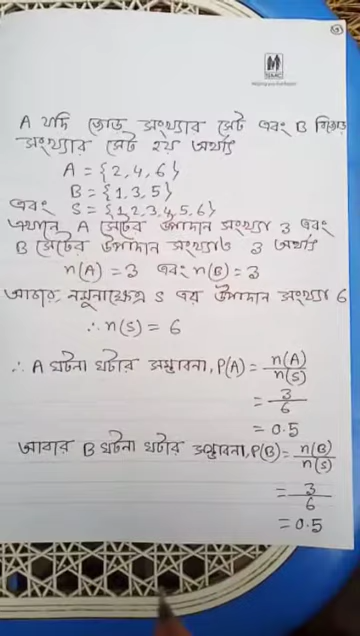 A যদি জোড় সংখ্যার সেট এবং B বিজোড়
সংখ্যার সেট হয় অর্থাৎ
A = {2, 4, 6}
B = {1, 3, 5}
এবং S = {1, 2, 3, 4, 5, 6}
এখানে A সেটের উপাদান সংখ্যা 3 এবং
B সেটের উপাদান সংখ্যাও 3 অর্থাৎ
n(A) = 3 এবং n(B) = 3
আবার, নমুনাক্ষেত্র S এর উপাদান সংখ্যা 6
∴ n(S) = 6
∴ A ঘটনা ঘটার সম্ভাবনা, P(A) = n(A)/n(S)
= 3/6
= 0.5
আবার B ঘটনা ঘটার সম্ভাবনা, P(B) = n(B)/n(S)
= 3/6
= 0.5